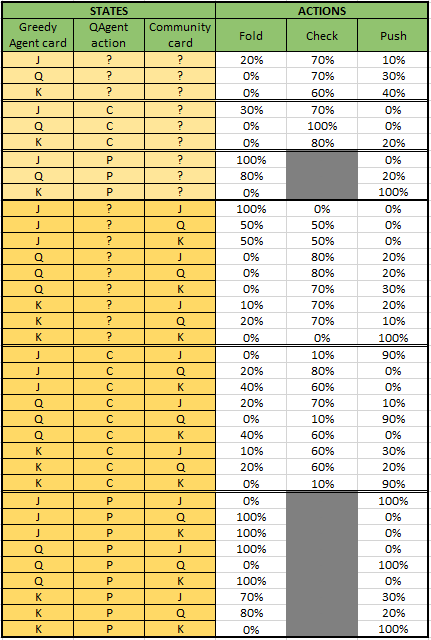 STATES ACTIONS
Greedy Agent card QAgent action Community card Fold Check Push
J ? ? 20% 70% 10%
Q ? ? 0% 70% 30%
K ? ? 0% 60% 40%
J C ? 30% 70% 0%
Q C ? 0% 100% 0%
K C ? 0% 80% 20%
J P ? 100% 0%
Q P ? 80% 20%
K P ? 0% 100%
J ? J 100% 0% 0%
J ? Q 50% 50% 0%
J ? K 50% 50% 0%
Q ? J 0% 80% 20%
Q ? Q 0% 80% 20%
Q ? K 0% 70% 30%
K ? J 10% 70% 20%
K ? Q 20% 70% 10%
K ? K 0% 0% 100%
J C J 0% 10% 90%
J C Q 20% 80% 0%
J C K 40% 60% 0%
Q C J 20% 70% 10%
Q C Q 0% 10% 90%
Q C K 40% 60% 0%
K C J 10% 60% 30%
K C Q 20% 60% 20%
K C K 0% 10% 90%
J P J 0% 100%
J P Q 100% 0%
J P K 100% 0%
Q P J 100% 0%
Q P Q 0% 100%
Q P K 100% 0%
K P J 70% 30%
K P Q 80% 20%
K P K 0% 100%